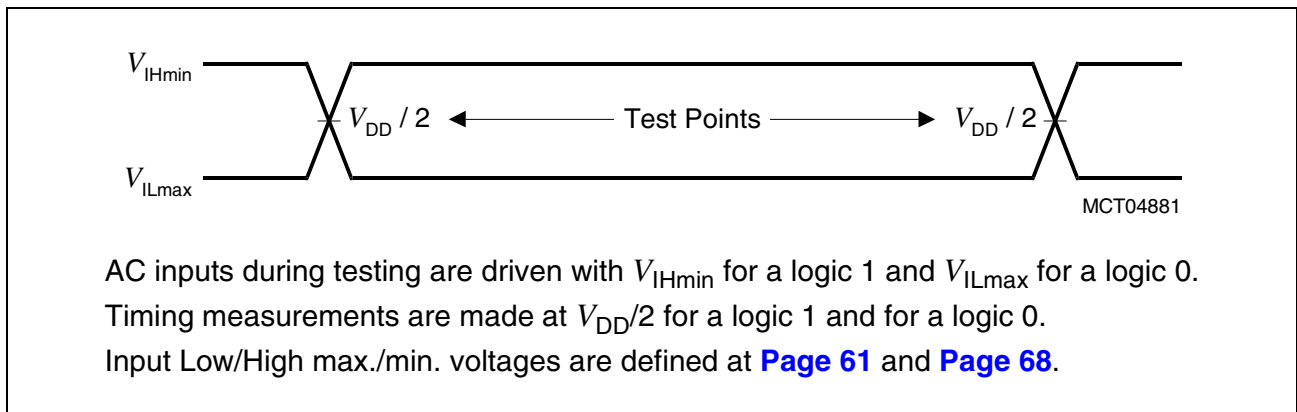 VIHmin
VDD / 2 Test Points VDD / 2
VILmax
MCT04881
AC inputs during testing are driven with VIHmin for a logic 1 and VILmax for a logic 0.
Timing measurements are made at VDD/2 for a logic 1 and for a logic 0.
Input Low/High max./min. voltages are defined at Page 61 and Page 68.